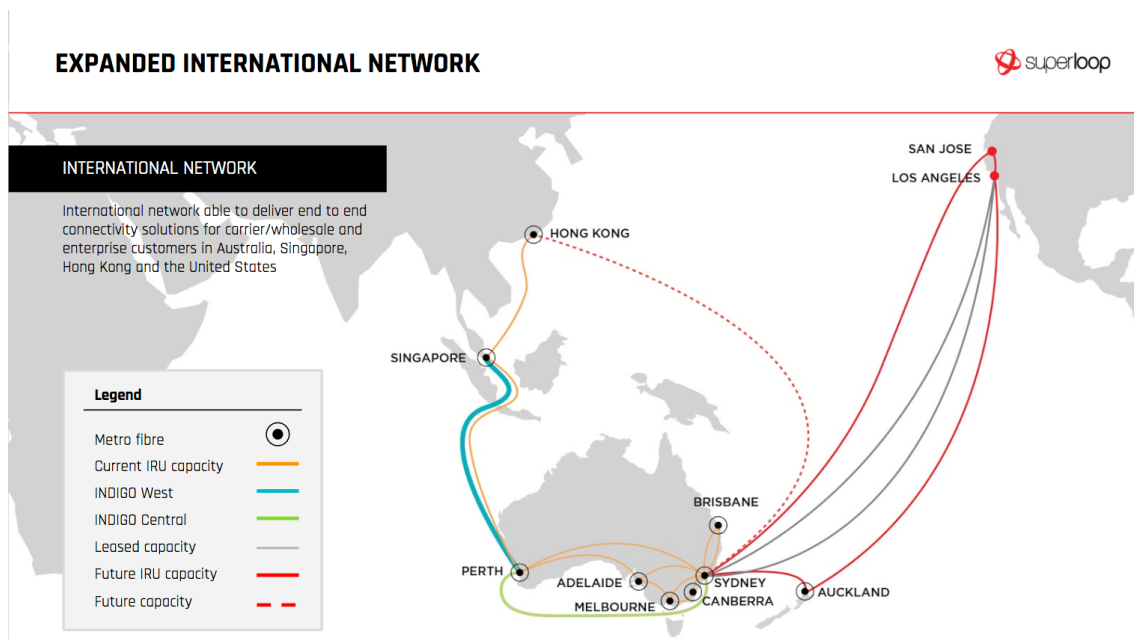 EXPANDED INTERNATIONAL NETWORK
superloop
INTERNATIONAL NETWORK
International network able to deliver end to end
connectivity solutions for carrier/wholesale and
enterprise customers in Australia, Singapore,
Hong Kong and the United States
SAN JOSE
LOS ANGELES
HONG KONG
SINGAPORE
BRISBANE
PERTH
ADELAIDE
SYDNEY
MELBOURNE
CANBERRA
AUCKLAND
Legend
Metro fibre
Current IRU capacity
INDIGO West
INDIGO Central
Leased capacity
Future IRU capacity
Future capacity